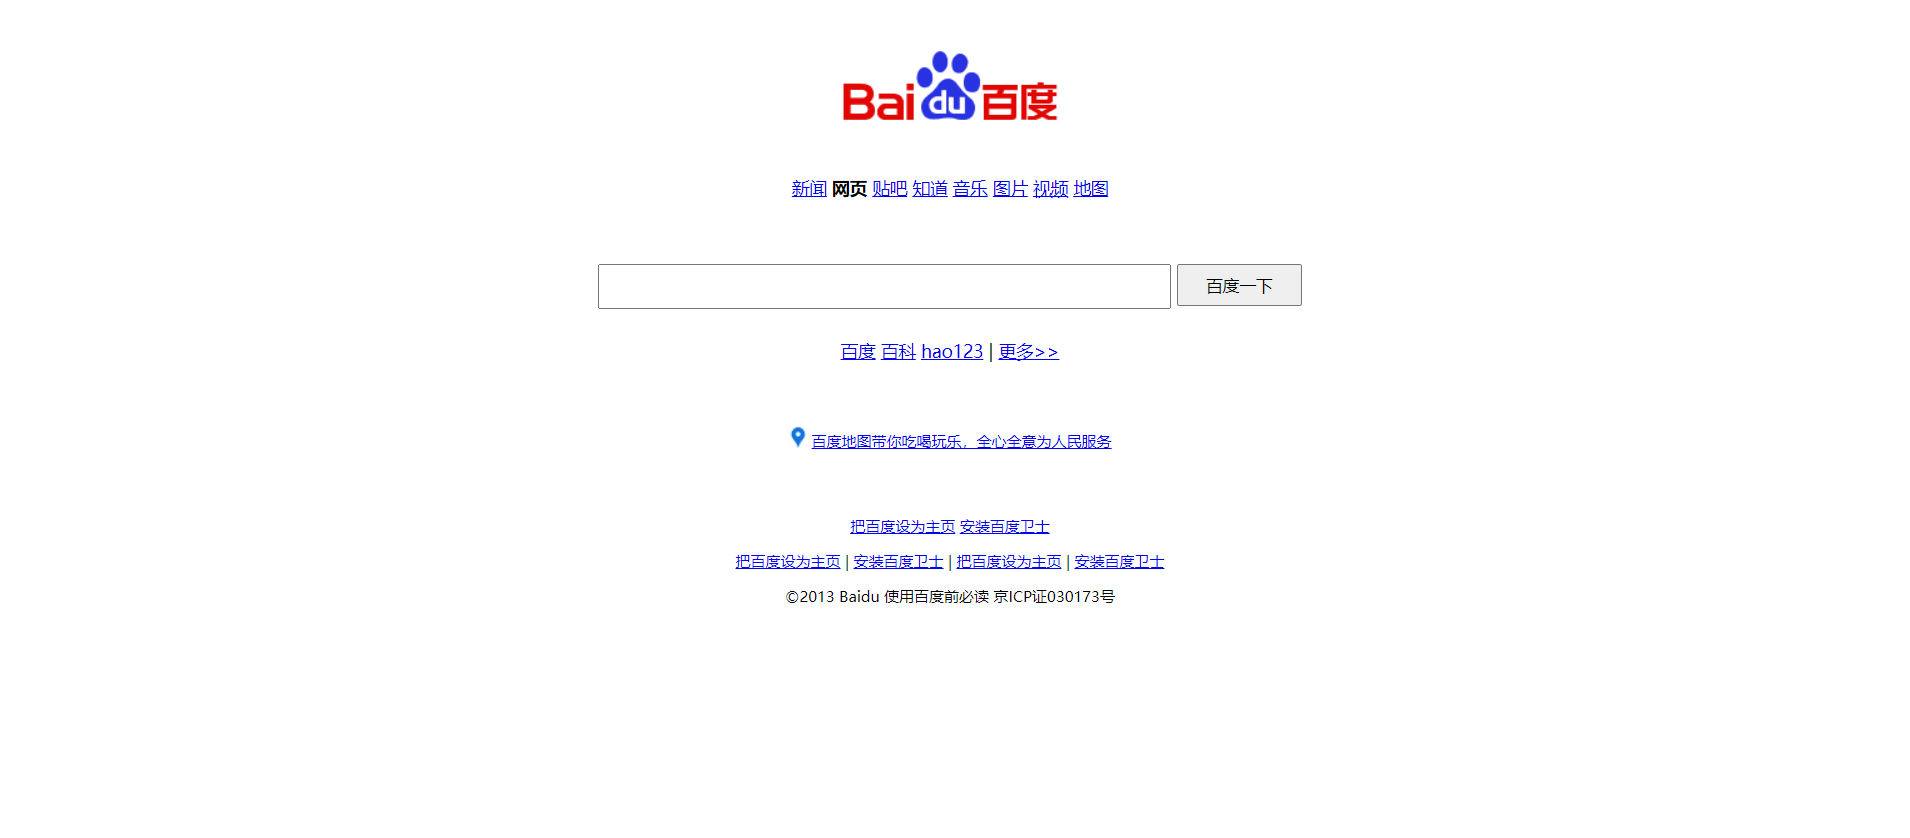 Bai du 百度
新闻 网页 贴吧 知道 音乐 图片 视频 地图
百度一下
百度 百科 hao123 | 更多>>
百度地图带你吃喝玩乐，全心全意为人民服务
把百度设为主页 安装百度卫士
把百度设为主页 | 安装百度卫士 | 把百度设为主页 | 安装百度卫士
©2013 Baidu 使用百度前必读 京ICP证030173号